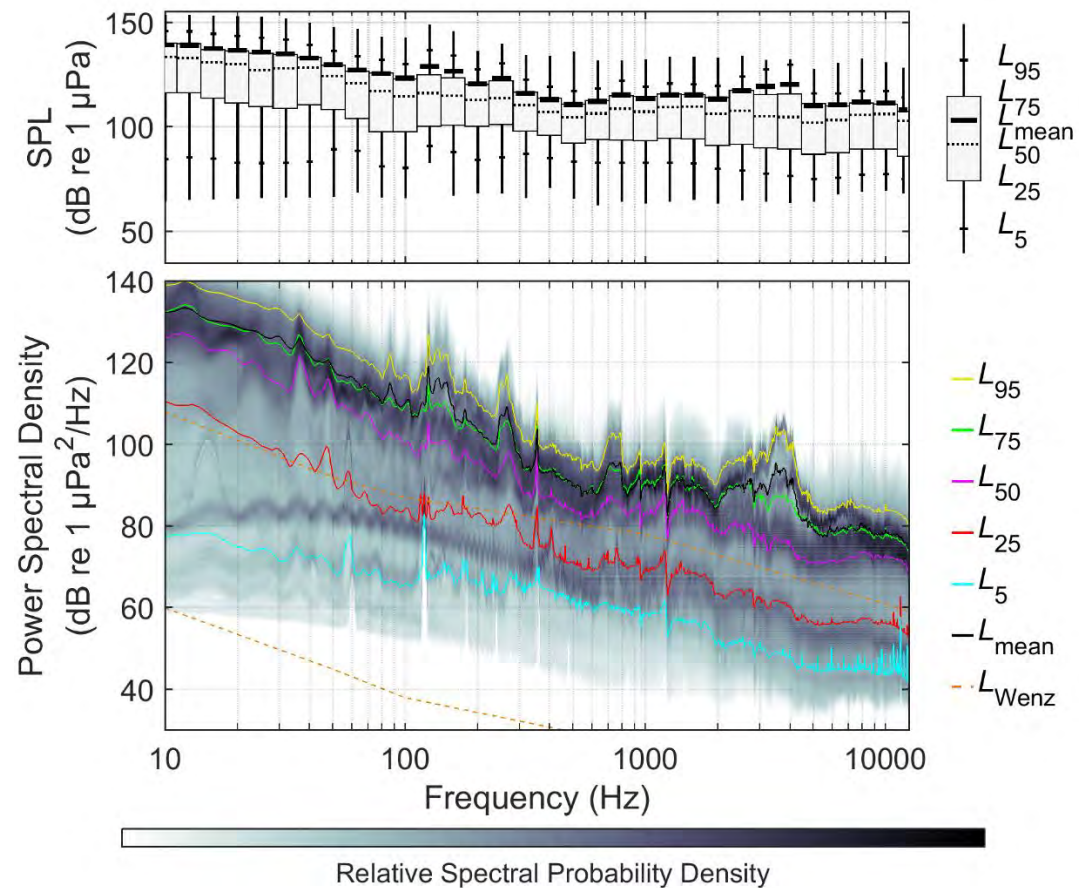 150
100
50
SPL
(dB re 1 µPa)
L95
L75
Lmean
L50
L25
L5
140
120
100
80
60
40
Power Spectral Density
(dB re 1 µPa²/Hz)
10
100
1000
10000
Frequency (Hz)
L95
L75
L50
L25
L5
Lmean
LWenz
Relative Spectral Probability Density